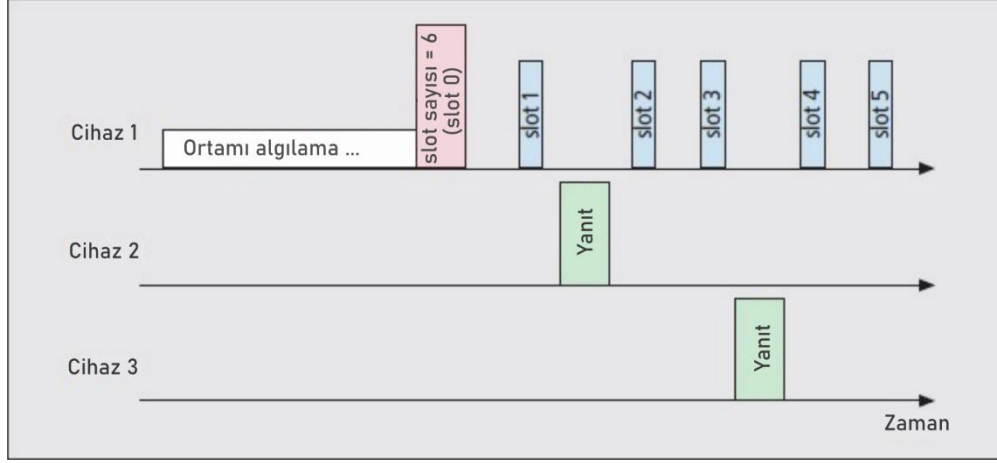 Cihaz 1
Ortamı algılama ...
slot sayısı = 6
(slot 0)
slot 1
slot 2
slot 3
slot 4
slot 5
Cihaz 2
Yanıt
Cihaz 3
Yanıt
Zaman